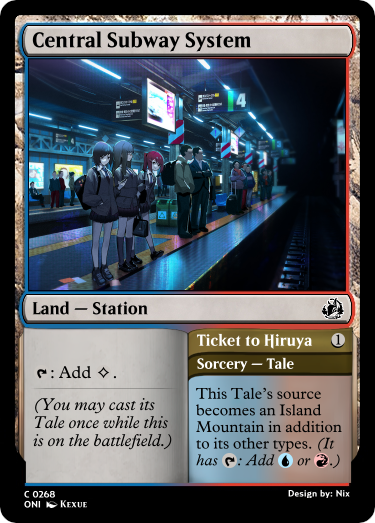 Central Subway System
4
Land — Station
: Add .
(You may cast its
Tale once while this
is on the battlefield.)
Ticket to Hiruya 1
Sorcery — Tale
This Tale's source
becomes an Island
Mountain in addition
to its other types. (It
has : Add or .)
C 0268
ONI Kexue
Design by: Nix